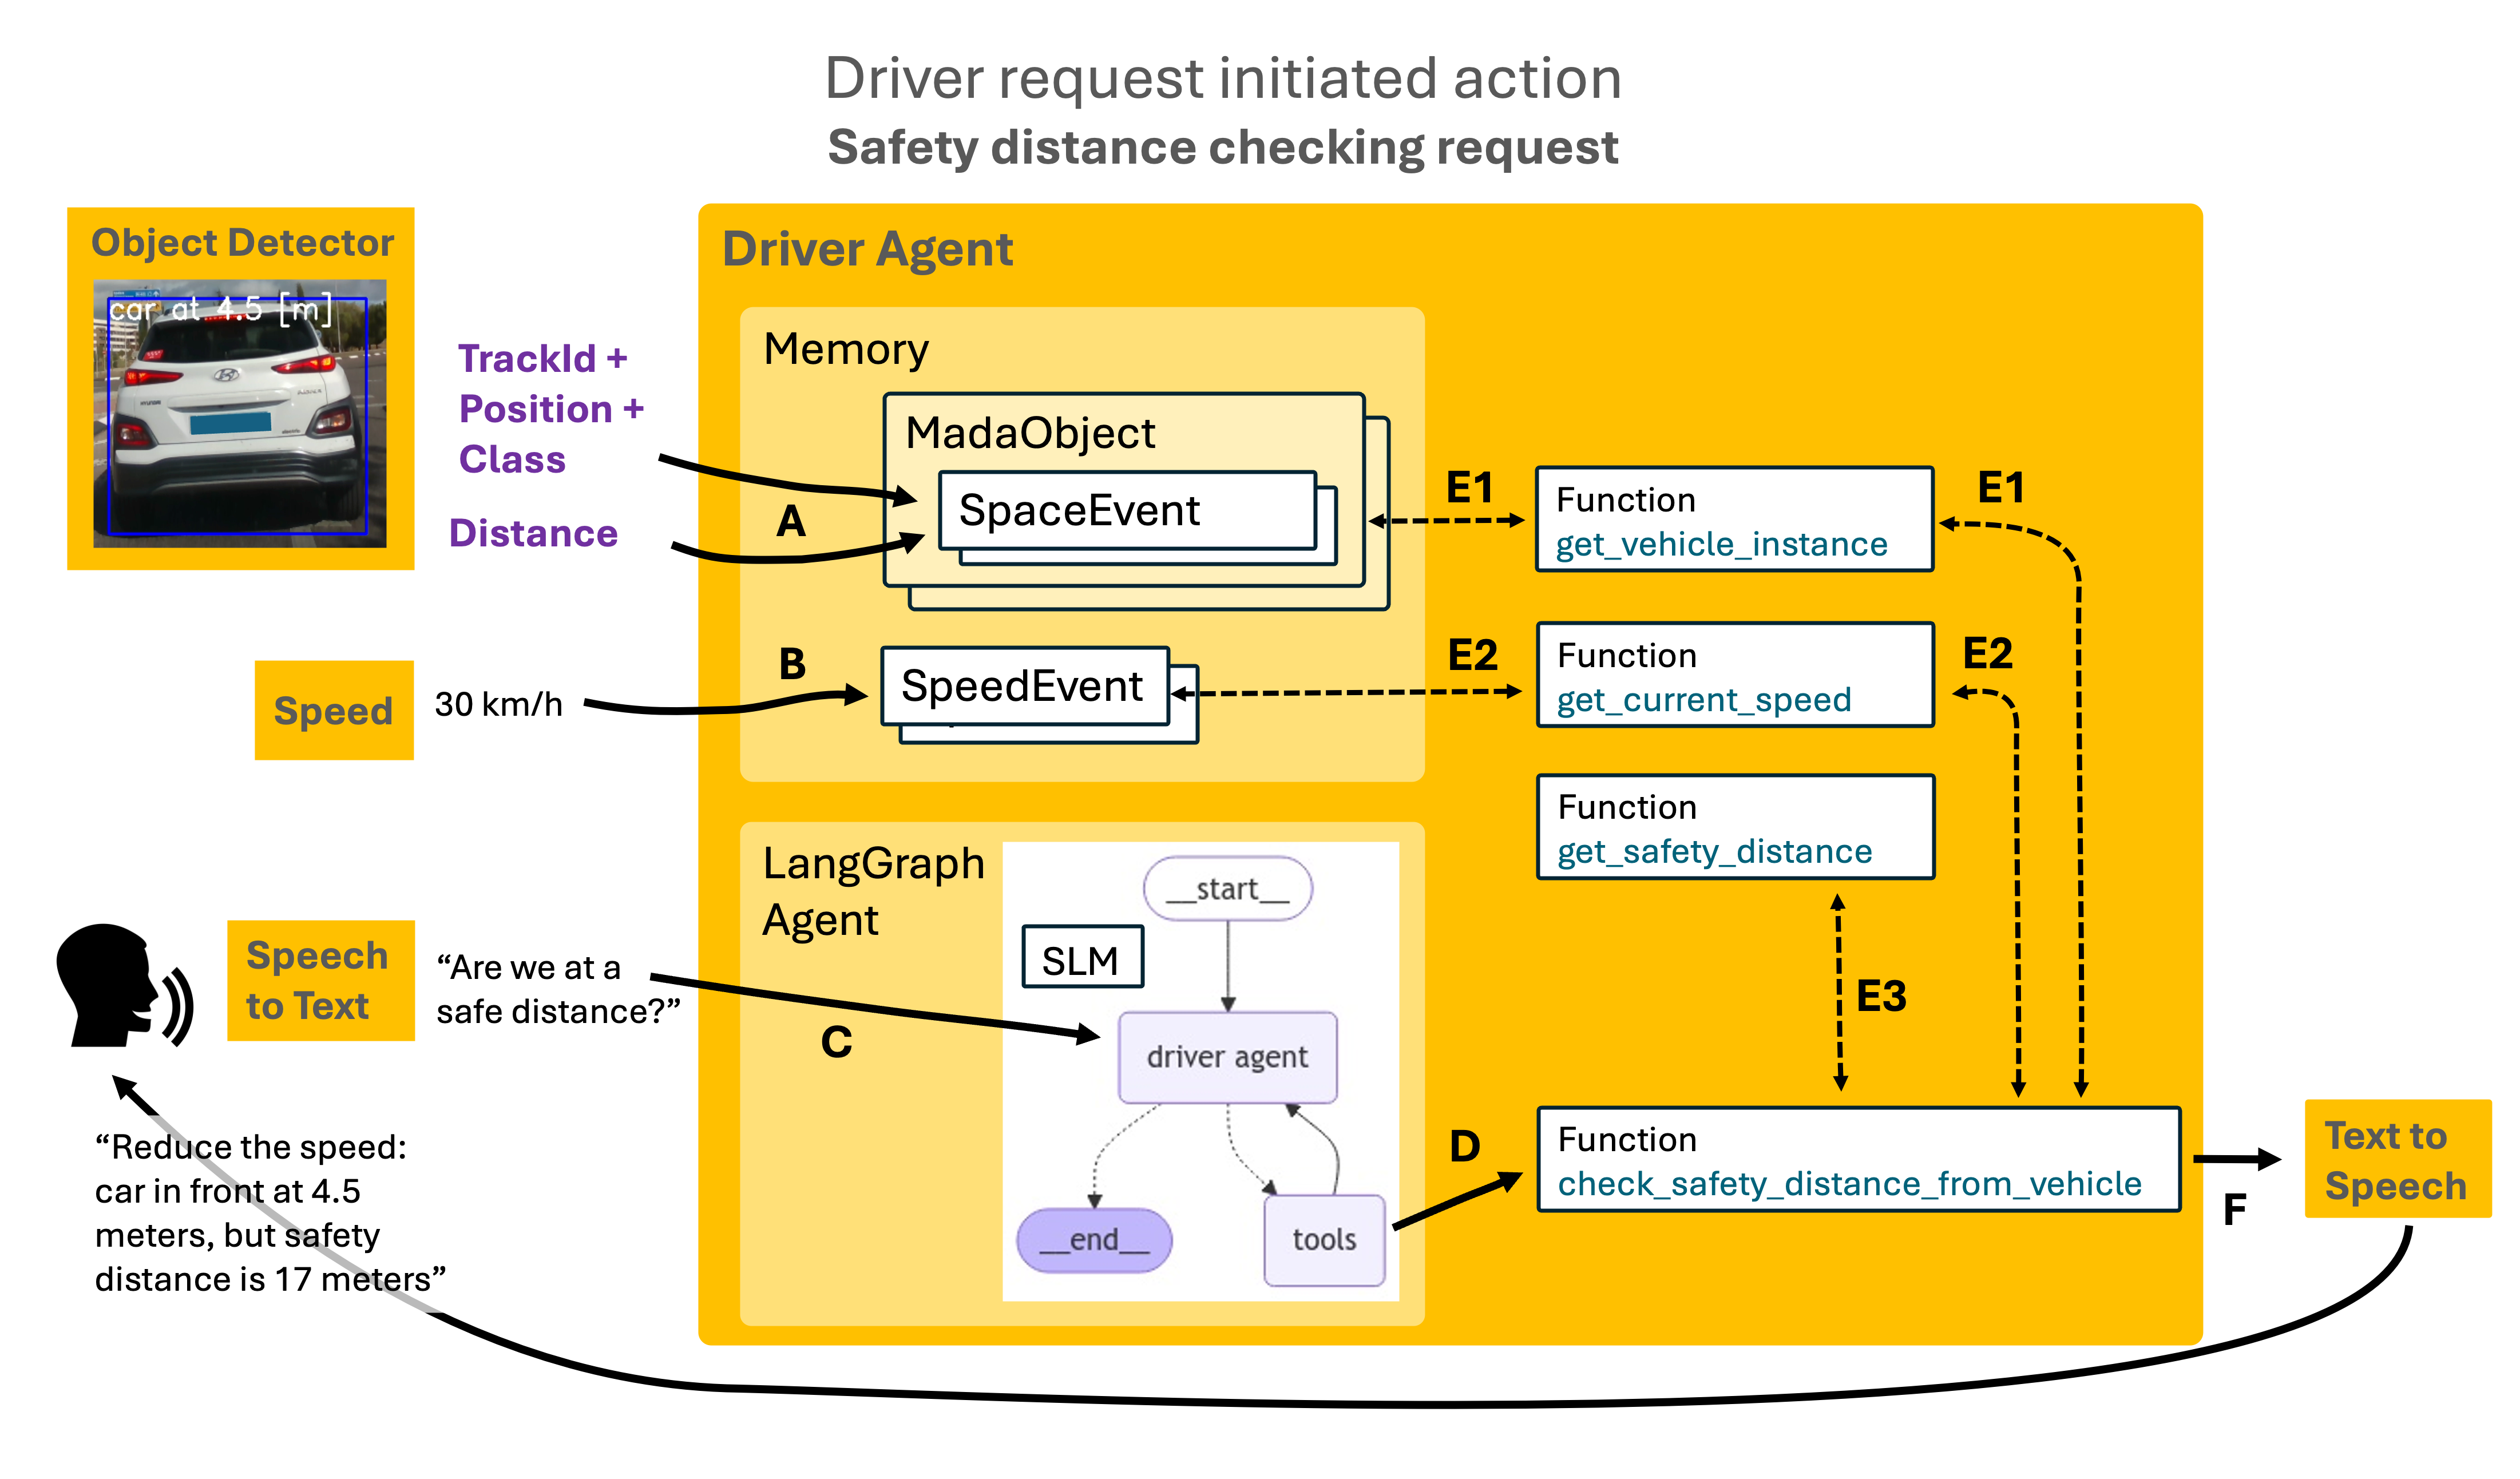 Driver request initiated action
Safety distance checking request
Object Detector
car at 4.5 [m]
TrackId +
Position +
Class
Distance
A
Speed
30 km/h
B
Speech
to Text
“Are we at a
safe distance?”
C
“Reduce the speed:
car in front at 4.5
meters, but safety
distance is 17 meters”
Driver Agent
Memory
MadaObject
SpaceEvent
SpeedEvent
LangGraph
Agent
SLM
__start__
driver agent
__end__
tools
D
E1
Function
get_vehicle_instance
E1
E2
Function
get_current_speed
E2
Function
get_safety_distance
E3
Function
check_safety_distance_from_vehicle
F
Text to
Speech